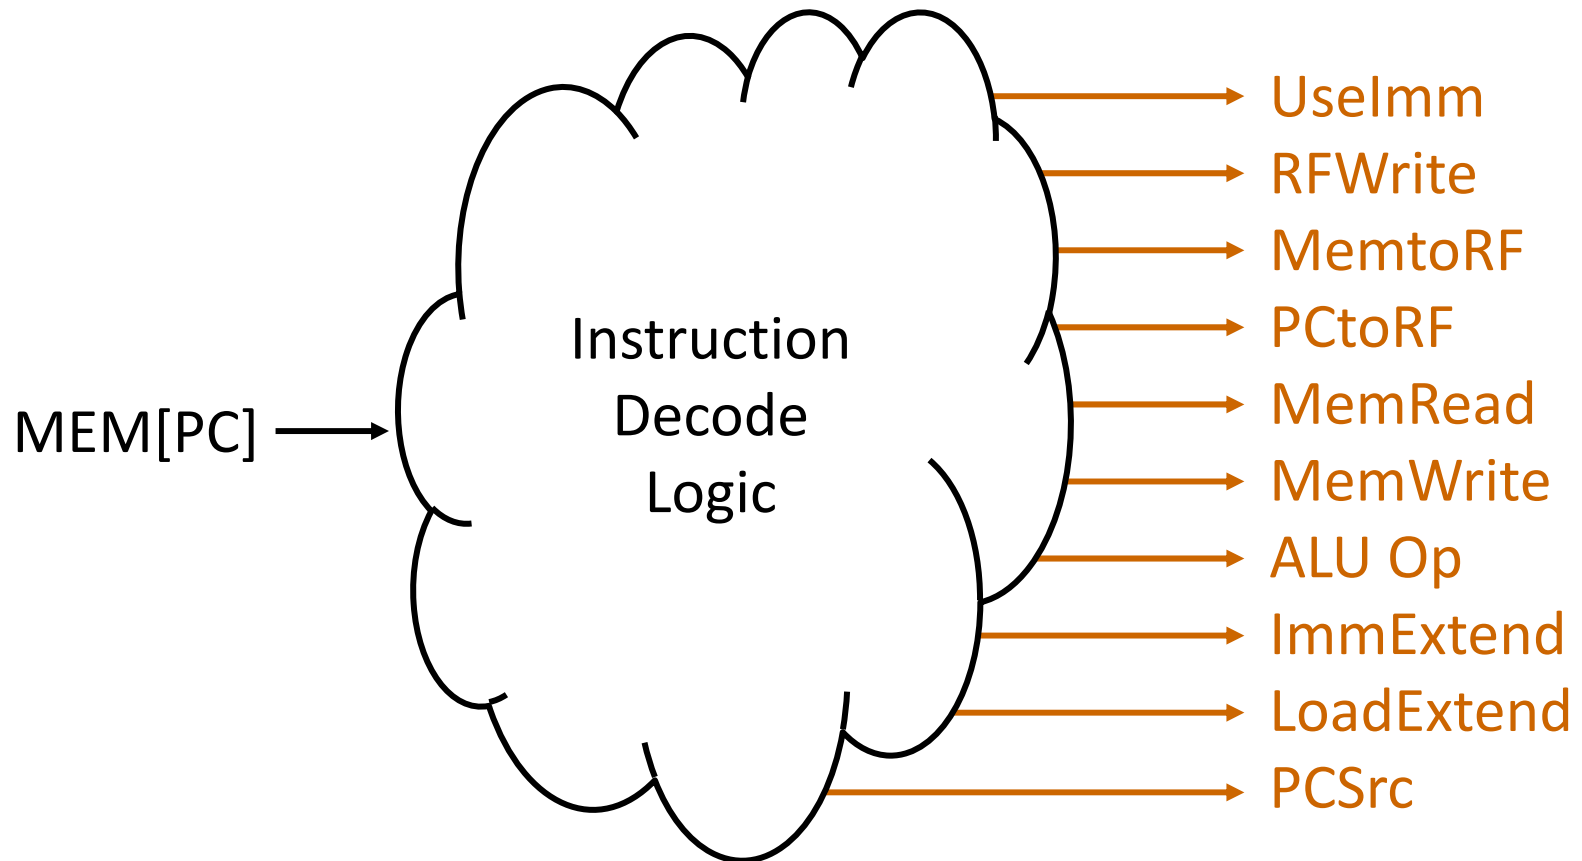 MEM[PC]
Instruction
Decode
Logic
UseImm
RFWrite
MemtoRF
PCtoRF
MemRead
MemWrite
ALU Op
ImmExtend
LoadExtend
PCSrc